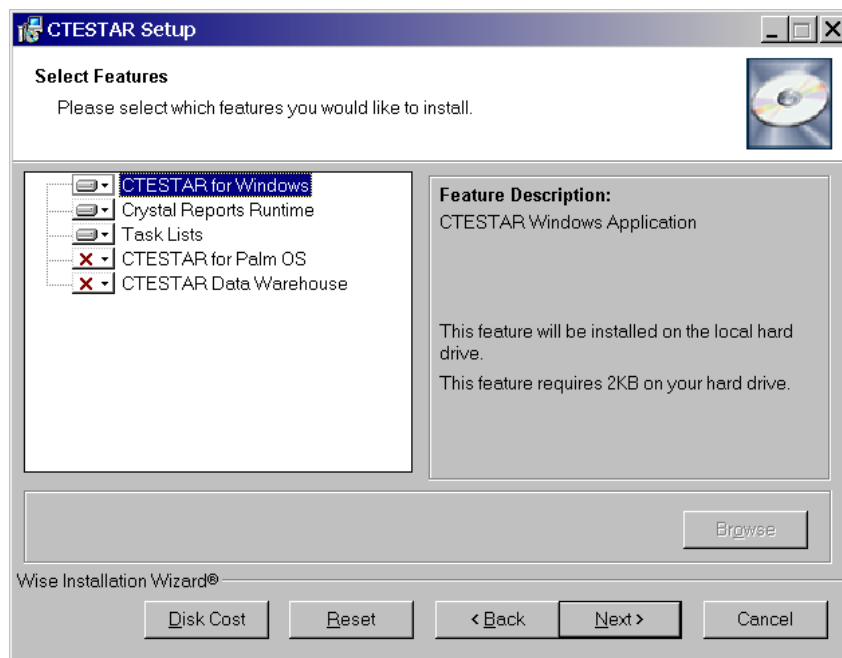 CTESTAR Setup
Select Features
Please select which features you would like to install.
CTESTAR for Windows
Crystal Reports Runtime
Task Lists
CTESTAR for Palm OS
CTESTAR Data Warehouse
Feature Description:
CTESTAR Windows Application
This feature will be installed on the local hard
drive.
This feature requires 2KB on your hard drive.
Browse
Wise Installation Wizard®
Disk Cost
Reset
< Back
Next >
Cancel